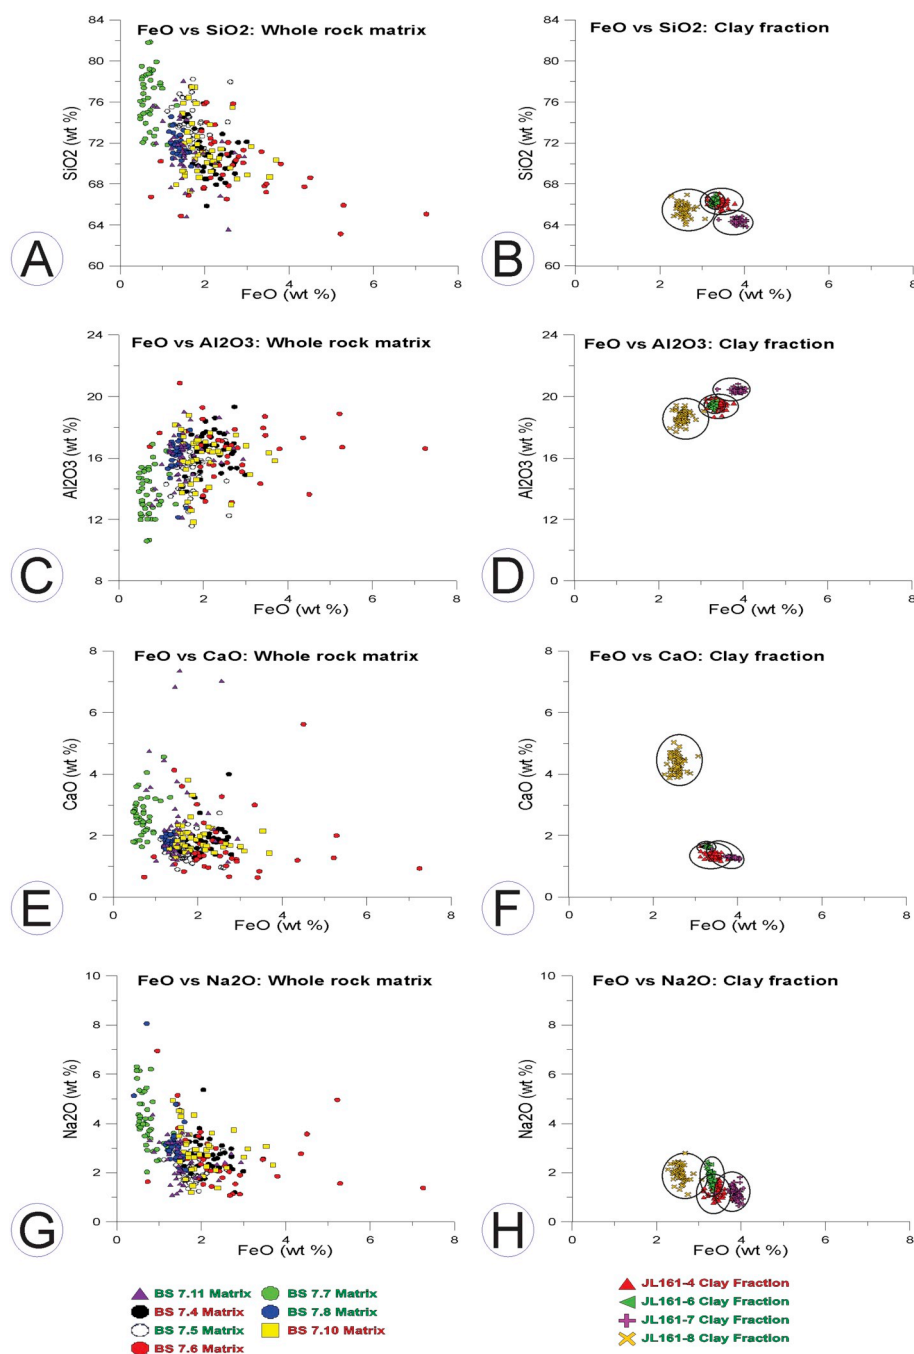 FeO vs SiO2: Whole rock matrix
84
80
76
72
68
64
60
SiO2 (wt %)
0 2 4 6 8
FeO (wt %)
A
FeO vs SiO2: Clay fraction
84
80
76
72
68
64
60
SiO2 (wt %)
0 2 4 6 8
FeO (wt %)
B
FeO vs Al2O3: Whole rock matrix
24
20
16
12
8
Al2O3 (wt %)
0 2 4 6 8
FeO (wt %)
C
FeO vs Al2O3: Clay fraction
24
20
16
12
8
Al2O3 (wt %)
0 2 4 6 8
FeO (wt %)
D
FeO vs CaO: Whole rock matrix
8
6
4
2
0
CaO (wt %)
0 2 4 6 8
FeO (wt %)
E
FeO vs CaO: Clay fraction
8
6
4
2
0
CaO (wt %)
0 2 4 6 8
FeO (wt %)
F
FeO vs Na2O: Whole rock matrix
10
8
6
4
2
0
Na2O (wt %)
0 2 4 6 8
FeO (wt %)
G
FeO vs Na2O: Clay fraction
10
8
6
4
2
0
Na2O (wt %)
0 2 4 6 8
FeO (wt %)
H
BS 7.11 Matrix
BS 7.4 Matrix
BS 7.5 Matrix
BS 7.6 Matrix
BS 7.7 Matrix
BS 7.8 Matrix
BS 7.10 Matrix
JL161-4 Clay Fraction
JL161-6 Clay Fraction
JL161-7 Clay Fraction
JL161-8 Clay Fraction